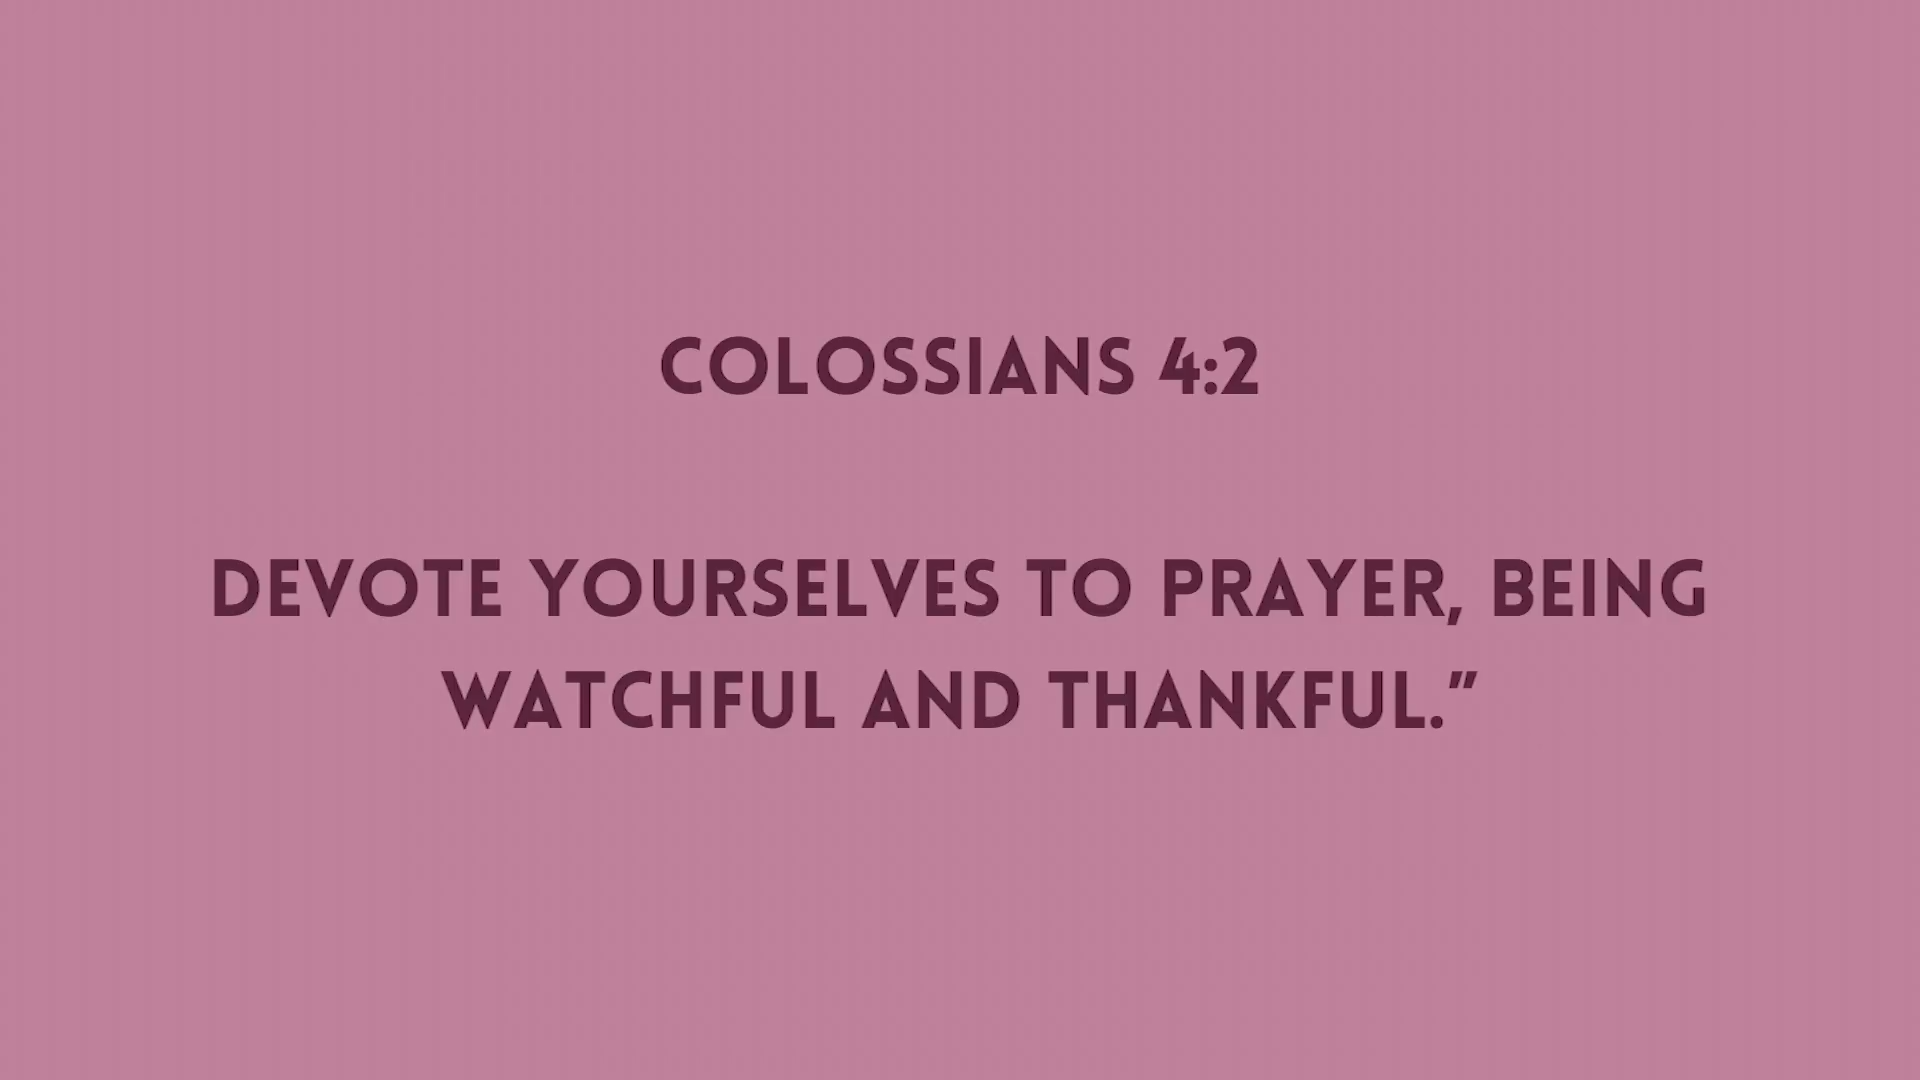 COLOSSIANS 4:2
DEVOTE YOURSELVES TO PRAYER, BEING
WATCHFUL AND THANKFUL.”